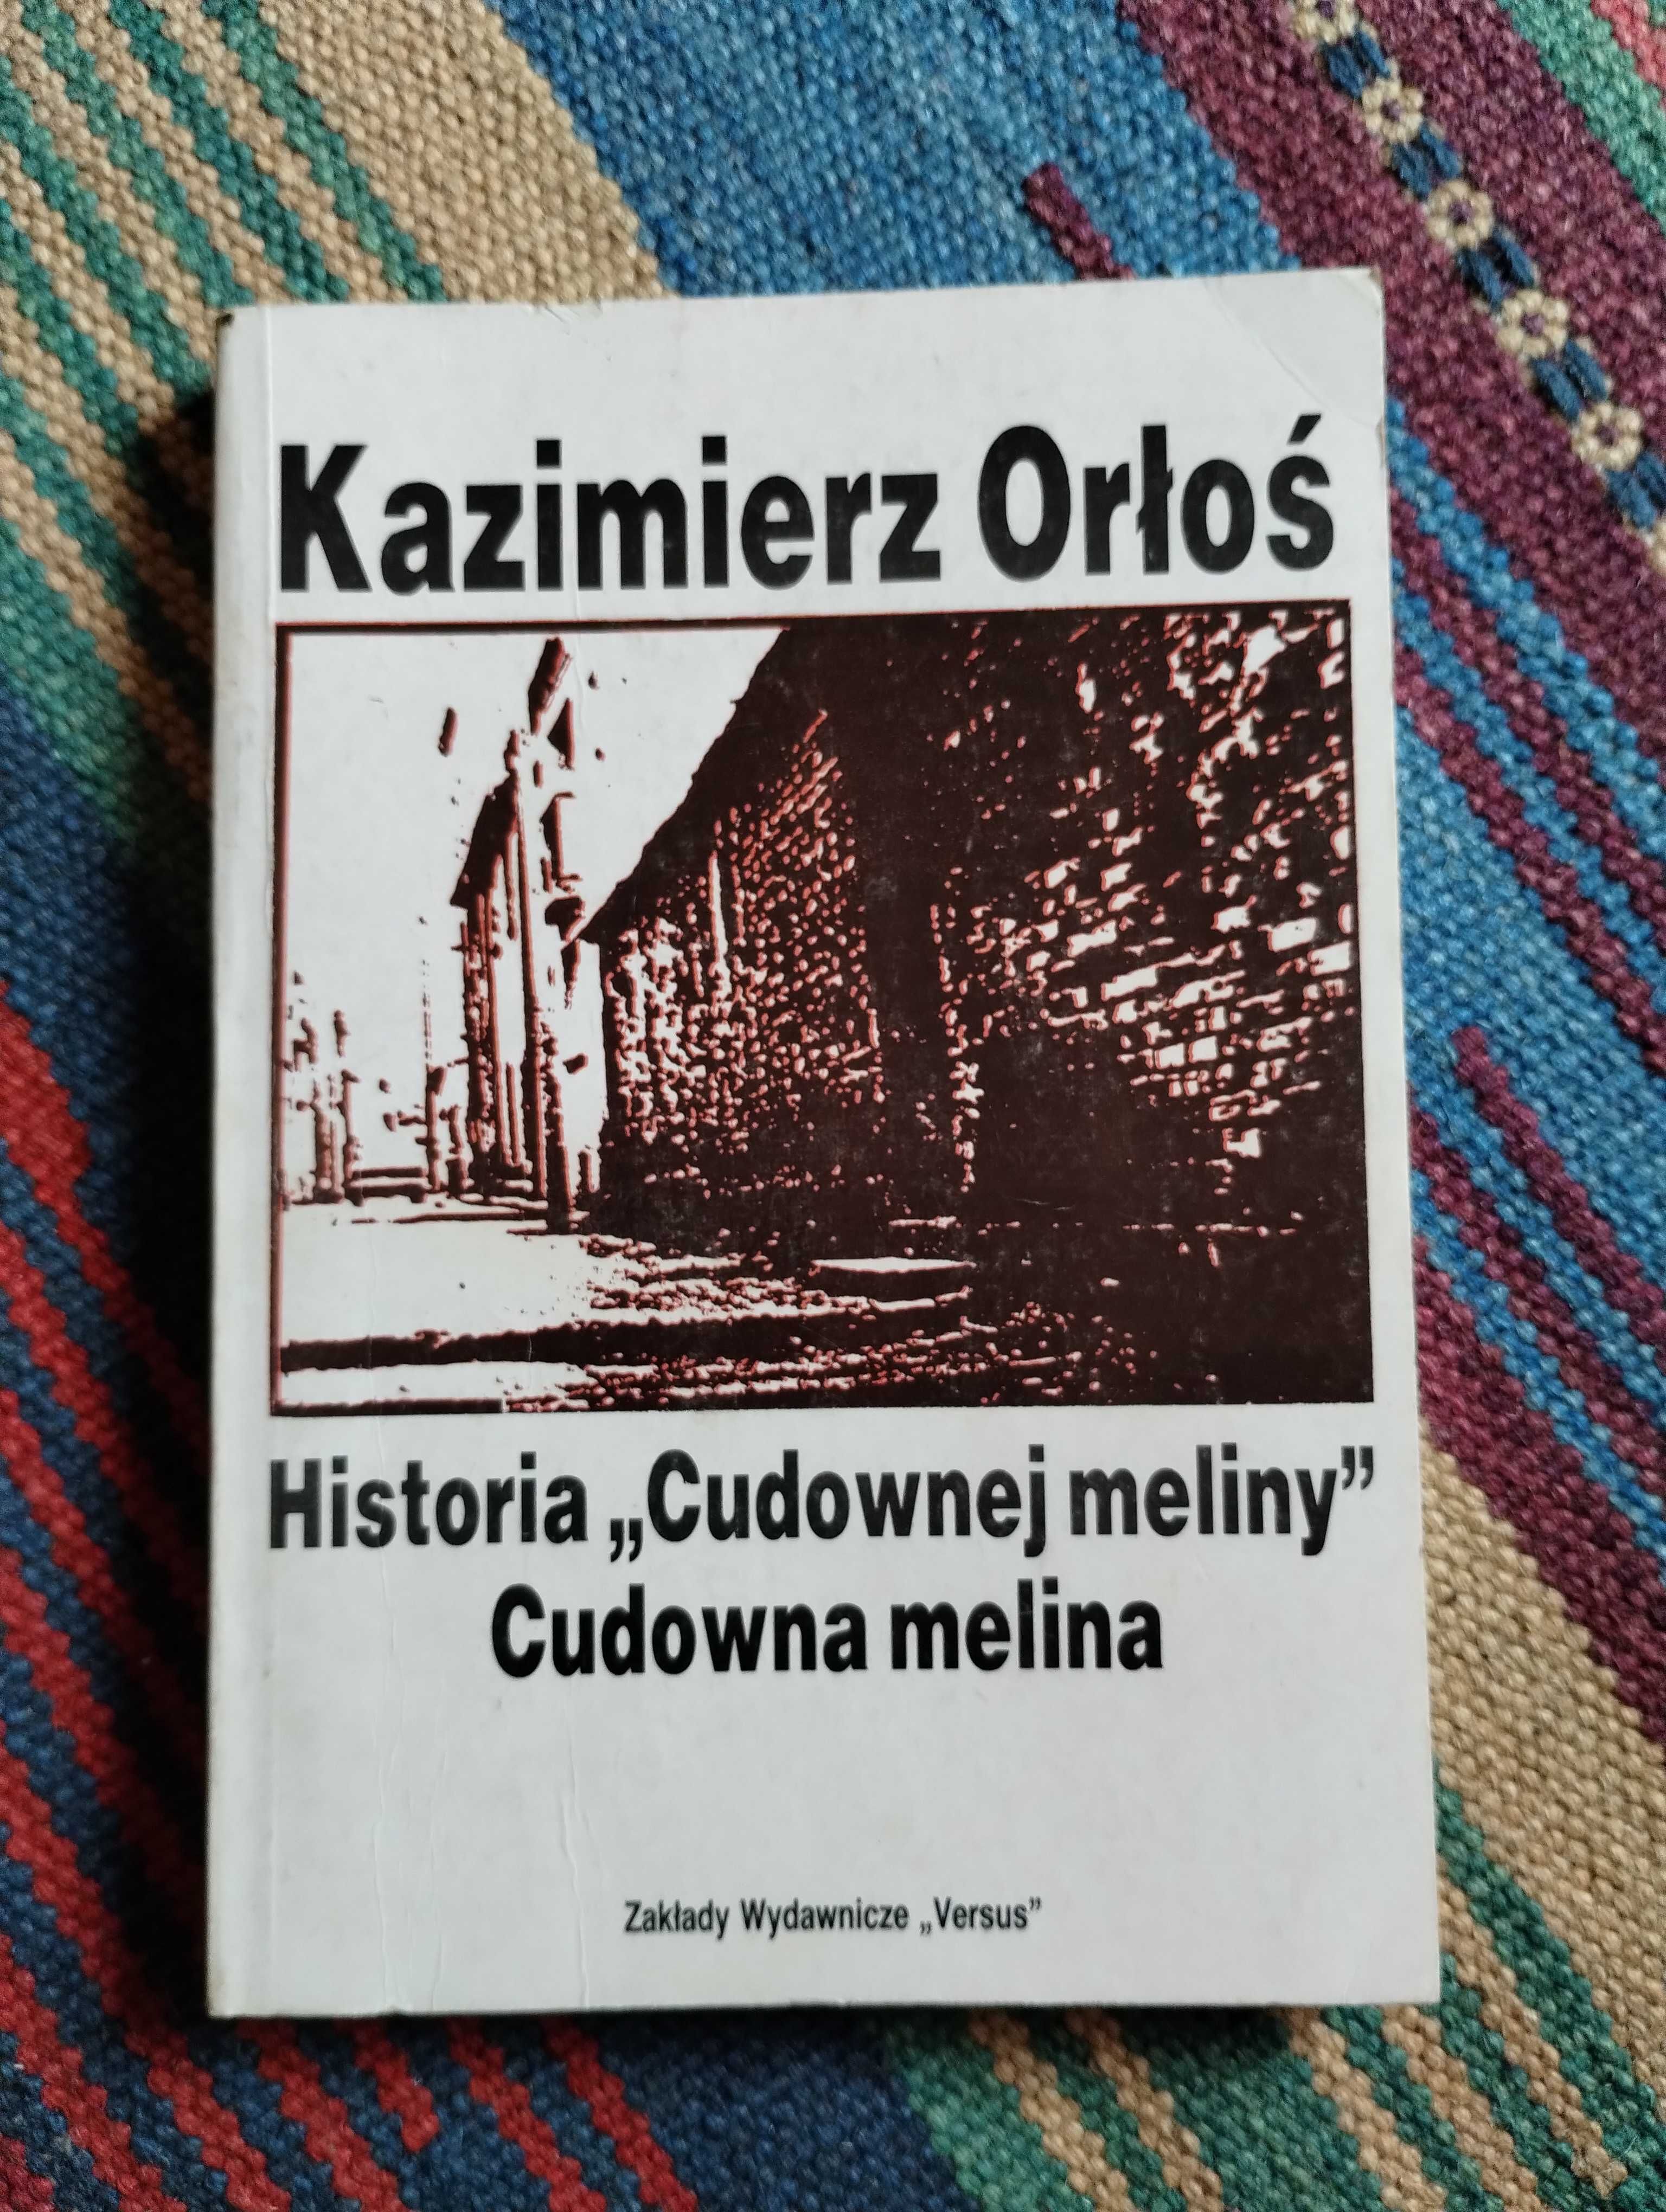 Kazimierz Orłoś
Historia „Cudownej meliny”
Cudowna melina
Zakłady Wydawnicze „Versus”